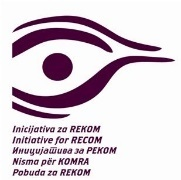 Inicijativa za REKOM
Initiative for RECOM
Иницијатива за РЕКОМ
Nisma për KOMRA
Pobuda za REKOM